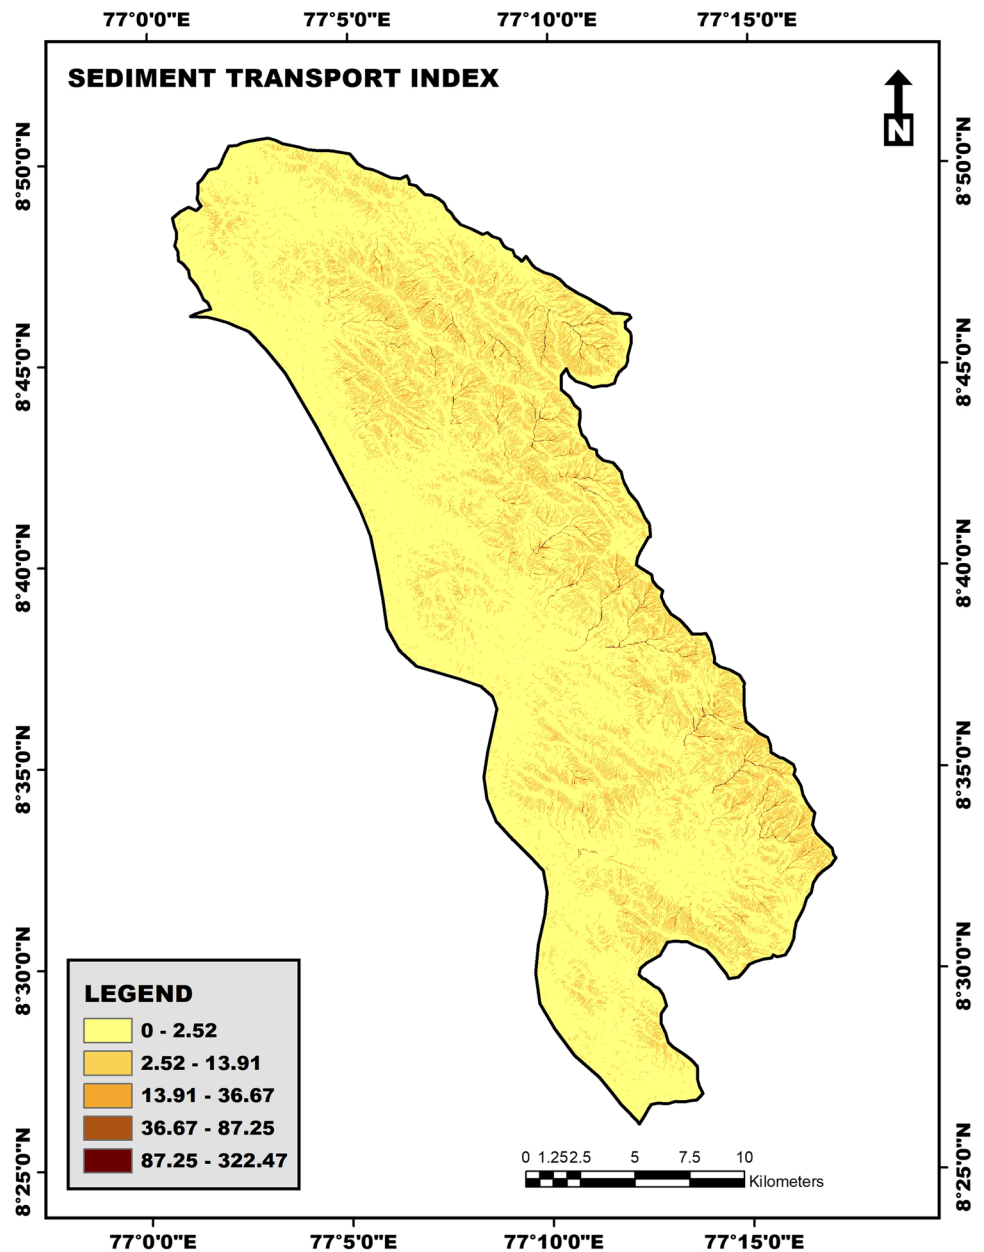 77°0'0"E 77°5'0"E 77°10'0"E 77°15'0"E
SEDIMENT TRANSPORT INDEX
N
8°50'0"N 8°50'0"N
8°45'0"N 8°45'0"N
8°40'0"N 8°40'0"N
8°35'0"N 8°35'0"N
8°30'0"N 8°30'0"N
8°25'0"N 8°25'0"N
LEGEND
0 - 2.52
2.52 - 13.91
13.91 - 36.67
36.67 - 87.25
87.25 - 322.47
0 1.25 2.5 5 7.5 10
Kilometers
77°0'0"E 77°5'0"E 77°10'0"E 77°15'0"E